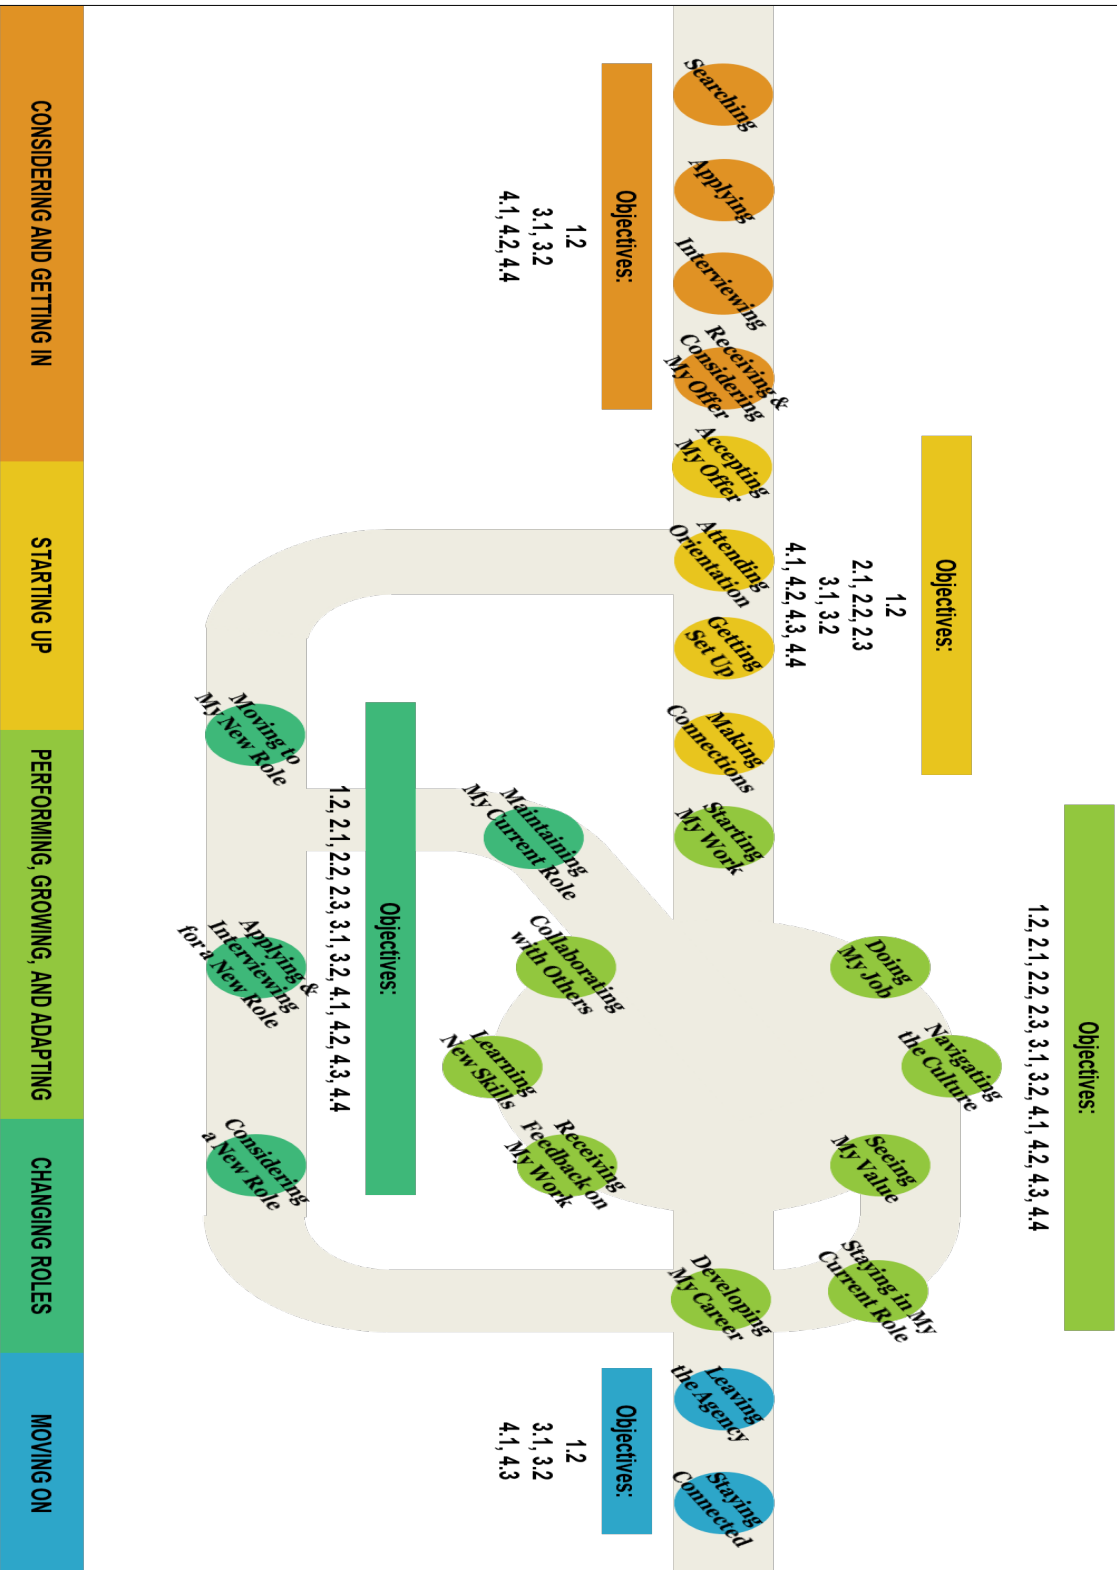 CONSIDERING AND GETTING IN
STARTING UP
PERFORMING, GROWING, AND ADAPTING
CHANGING ROLES
MOVING ON
Searching
Applying
Interviewing
Receiving &
Considering
My Offer
Objectives:
1.2
3.1, 3.2
4.1, 4.2, 4.4
Accepting
My Offer
Attending
Orientation
Getting
Set Up
Making
Connections
Objectives:
1.2
2.1, 2.2, 2.3
3.1, 3.2
4.1, 4.2, 4.3, 4.4
Starting
My Work
Doing
My Job
Navigating
the Culture
Seeing
My Value
Staying in My
Current Role
Collaborating
with Others
Learning
New Skills
Receiving
Feedback on
My Work
Developing
My Career
Objectives:
1.2, 2.1, 2.2, 2.3, 3.1, 3.2, 4.1, 4.2, 4.3, 4.4
Moving to
My New Role
Maintaining
My Current Role
Applying &
Interviewing
for a New Role
Considering
a New Role
Objectives:
1.2, 2.1, 2.2, 2.3, 3.1, 3.2, 4.1, 4.2, 4.3, 4.4
Leaving
the Agency
Staying
Connected
Objectives:
1.2
3.1, 3.2
4.1, 4.3